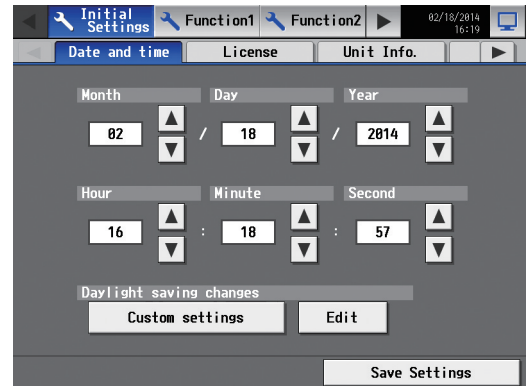 Initial Settings Function1 Function2 02/18/2014 16:19
Date and time License Unit Info.
Month Day Year
02 / 18 / 2014
Hour Minute Second
16 : 18 : 57
Daylight saving changes
Custom settings Edit
Save Settings